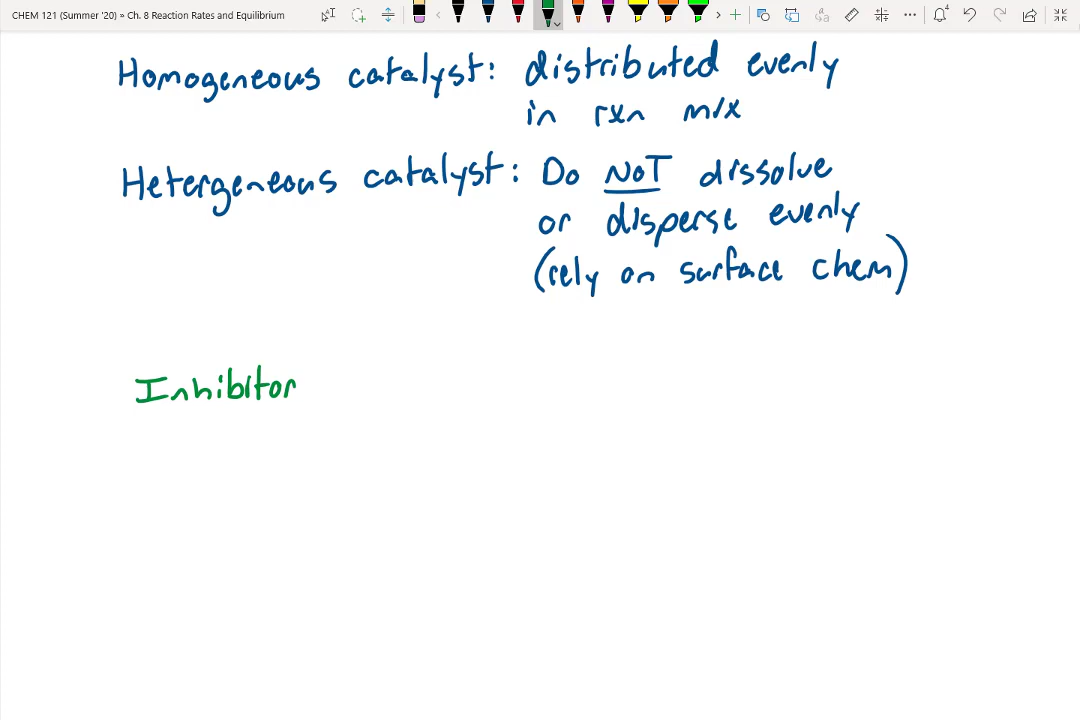 CHEM 121 (Summer '20) » Ch. 8 Reaction Rates and Equilibrium
Homogeneous catalyst: distributed evenly
in rxn mix
Hetergeneous catalyst: Do NOT dissolve
or disperse evenly
(rely on surface chem)
Inhibitor